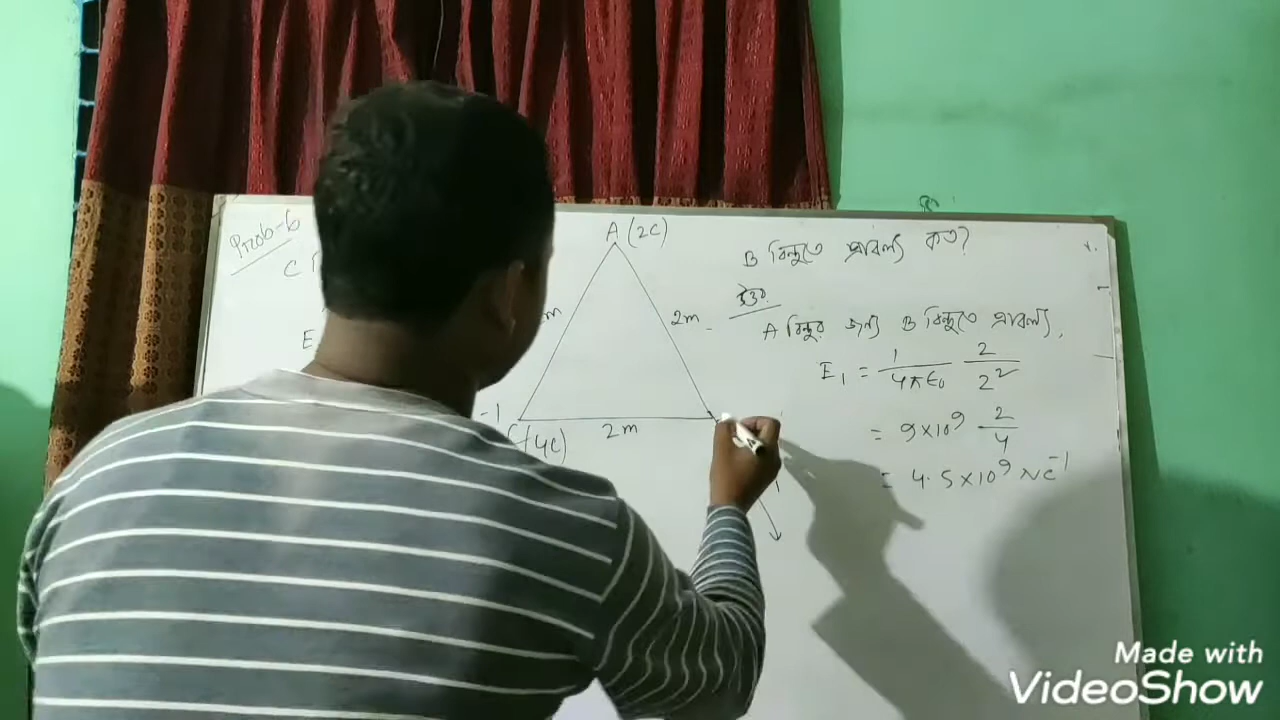 Prob-b
A (2C)
2m
2m
(4C)
B বিন্দুতে প্রাবল্য কত?
A বিন্দুর জন্য B বিন্দুতে প্রাবল্য,
E₁ = 1/4πϵ₀ 2/2²
= 9×10⁹ 2/4
= 4.5×10⁹ NC⁻¹
Made with
VideoShow